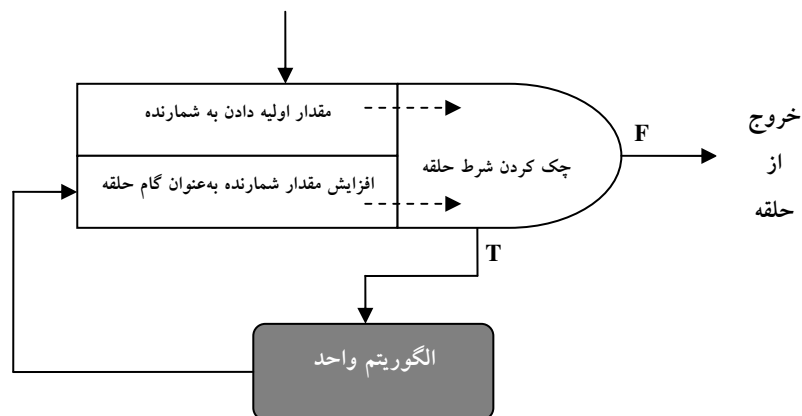 مقدار اولیه دادن به شمارنده
افزایش مقدار شمارنده به‌عنوان گام حلقه
چک کردن شرط حلقه
F
خروج
از
حلقه
T
الگوریتم واحد